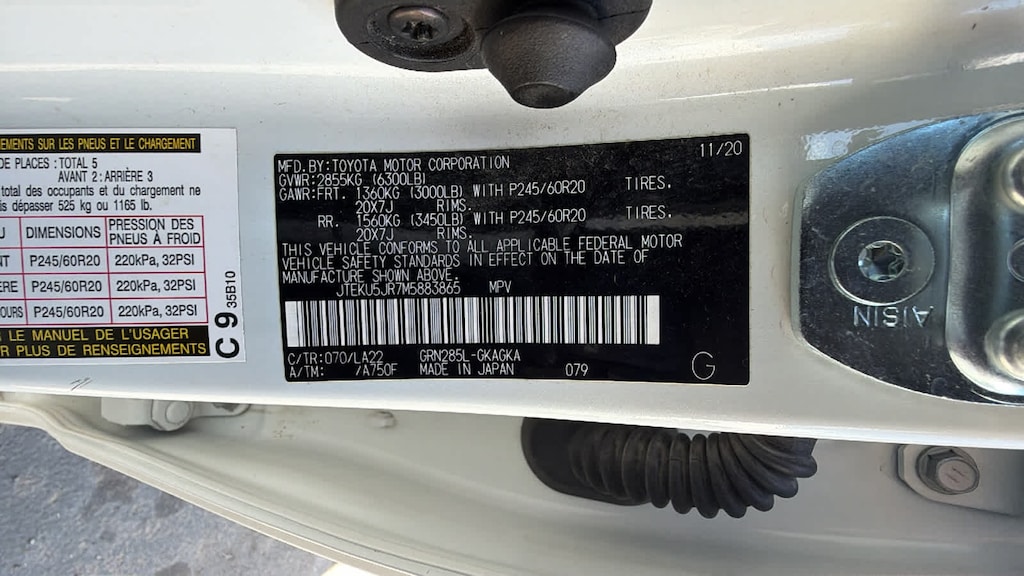 EMENTS SUR LES PNEUS ET LE CHARGEMENT
DE PLACES : TOTAL 5
AVANT 2 : ARRIÈRE 3
total des occupants et du chargement ne
is dépasser 525 kg ou 1165 lb.
U DIMENSIONS PRESSION DES PNEUS À FROID
NT P245/60R20 220kPa, 32PSI
ERE P245/60R20 220kPa, 32PSI
OURS P245/60R20 220kPa, 32PSI
LE MANUEL DE L'USAGER
R PLUS DE RENSEIGNEMENTS
C9 35B10
MFD.BY:TOYOTA MOTOR CORPORATION 11/20
GVWR:2855KG (6300LB)
GAWR:FRT. 1360KG (3000LB) WITH P245/60R20 TIRES.
20X7J RIMS.
RR. 1560KG (3450LB) WITH P245/60R20 TIRES.
20X7J RIMS.
THIS VEHICLE CONFORMS TO ALL APPLICABLE FEDERAL MOTOR
VEHICLE SAFETY STANDARDS IN EFFECT ON THE DATE OF
MANUFACTURE SHOWN ABOVE.
JTEKU5JR7M5883865 MPV
C/TR:070/LA22 GRN285L-GKAGKA
A/TM: /A750F MADE IN JAPAN 079 G
AISIN